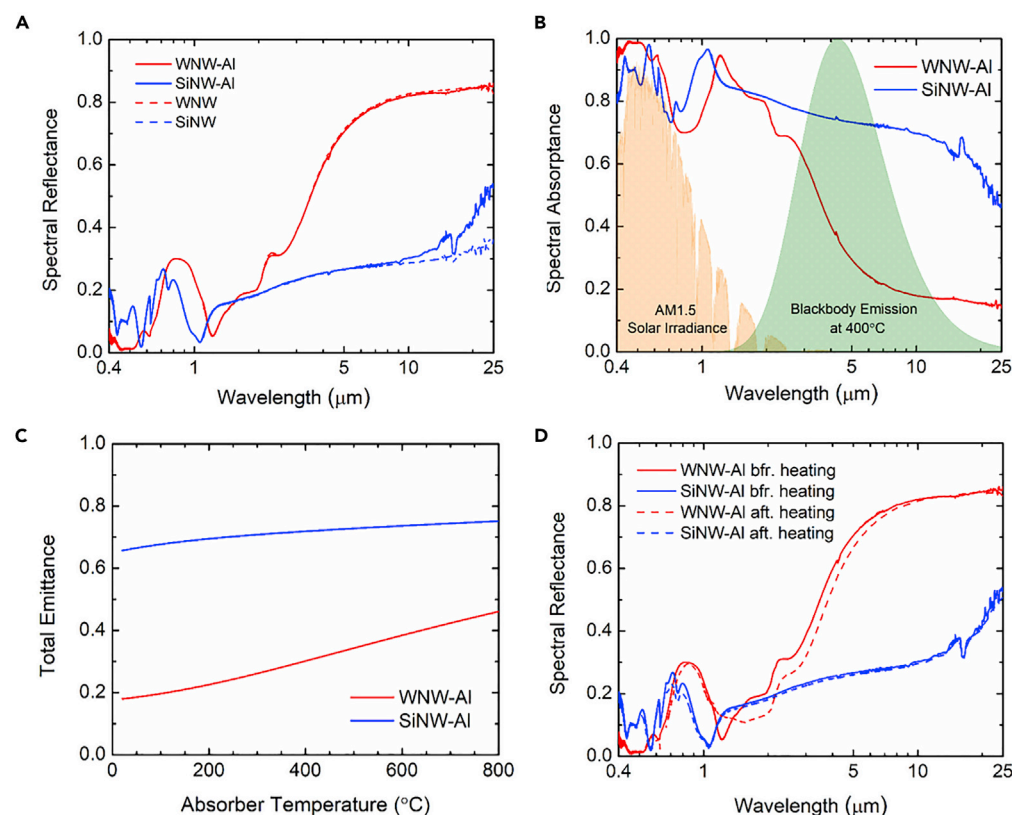 A
1.0
0.8
0.6
0.4
0.2
0.0
Spectral Reflectance
WNW-Al
SiNW-Al
WNW
SiNW
0.4
1
5
10
25
Wavelength (μm)
B
1.0
0.8
0.6
0.4
0.2
0.0
Spectral Absorptance
WNW-Al
SiNW-Al
AM1.5
Solar Irradiance
Blackbody Emission
at 400°C
0.4
1
5
10
25
Wavelength (μm)
C
1.0
0.8
0.6
0.4
0.2
0.0
Total Emittance
WNW-Al
SiNW-Al
0
200
400
600
800
Absorber Temperature (°C)
D
1.0
0.8
0.6
0.4
0.2
0.0
Spectral Reflectance
WNW-Al bfr. heating
SiNW-Al bfr. heating
WNW-Al aft. heating
SiNW-Al aft. heating
0.4
1
5
10
25
Wavelength (μm)